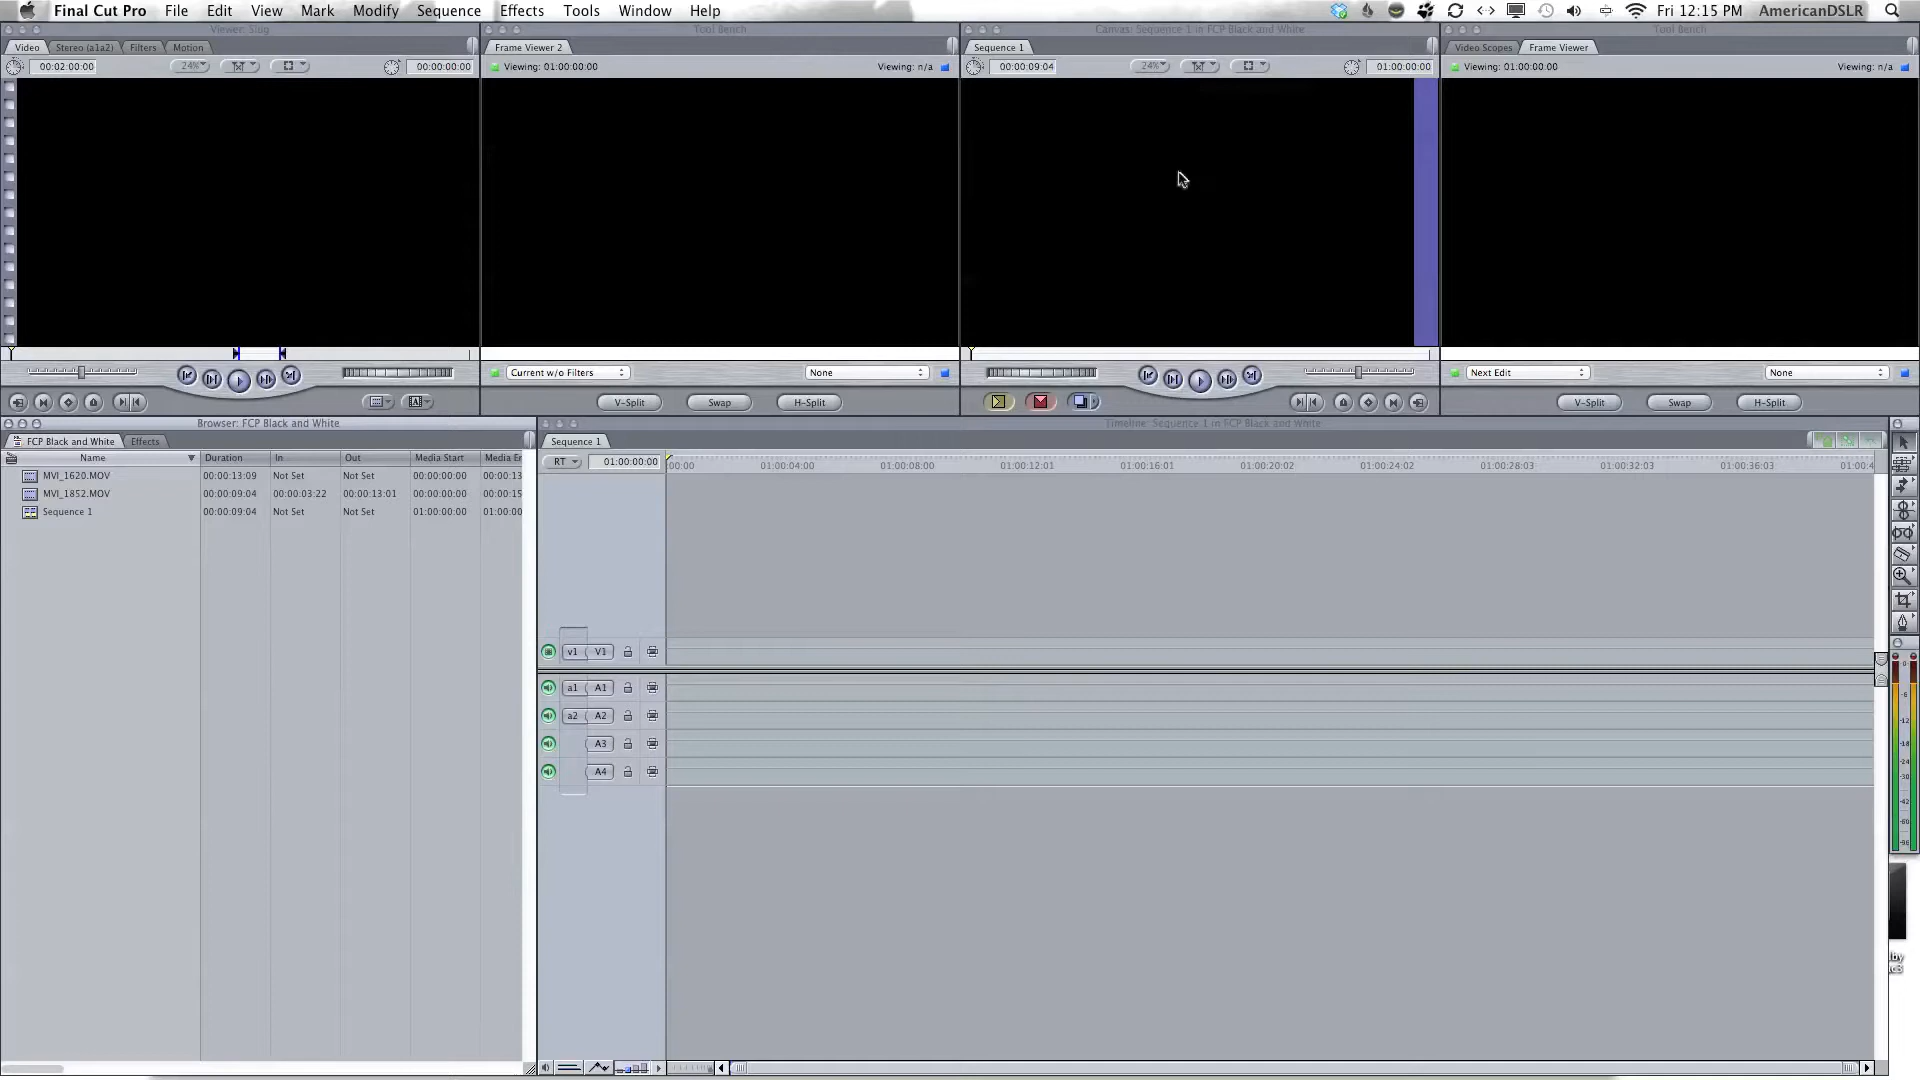 Final Cut Pro File Edit View Mark Modify Sequence Effects Tools Window Help Fri 12:15 PM AmericanDSLR
Viewer: Slug Tool Bench Canvas: Sequence 1 in FCP Black and White Tool Bench
Video Stereo (a1a2) Filters Motion Frame Viewer 2 Sequence 1 Video Scopes Frame Viewer
00:02:00:00 24% 00:00:00:00 Viewing: 01:00:00:00 Viewing: n/a 00:00:09:04 24% 01:00:00:00 Viewing: 01:00:00:00 Viewing: n/a
Current w/o Filters None Next Edit None
V-Split Swap H-Split V-Split Swap H-Split
Browser: FCP Black and White Timeline: Sequence 1 in FCP Black and White
FCP Black and White Effects Sequence 1
Name Duration In Out Media Start Media En
RT 01:00:00:00 :00:00 01:00:04:00 01:00:08:00 01:00:12:01 01:00:16:01 01:00:20:02 01:00:24:02 01:00:28:03 01:00:32:03 01:00:36:03 01:00:4
MVI_1620.MOV 00:00:13:09 Not Set Not Set 00:00:00:00 00:00:13
MVI_1852.MOV 00:00:09:04 00:00:03:22 00:00:13:01 00:00:00:00 00:00:15
Sequence 1 00:00:09:04 Not Set Not Set 01:00:00:00 01:00:00
v1 V1
a1 A1
a2 A2
A3
A4
0
-6
-12
-18
-24
-30
-42
-60
-96